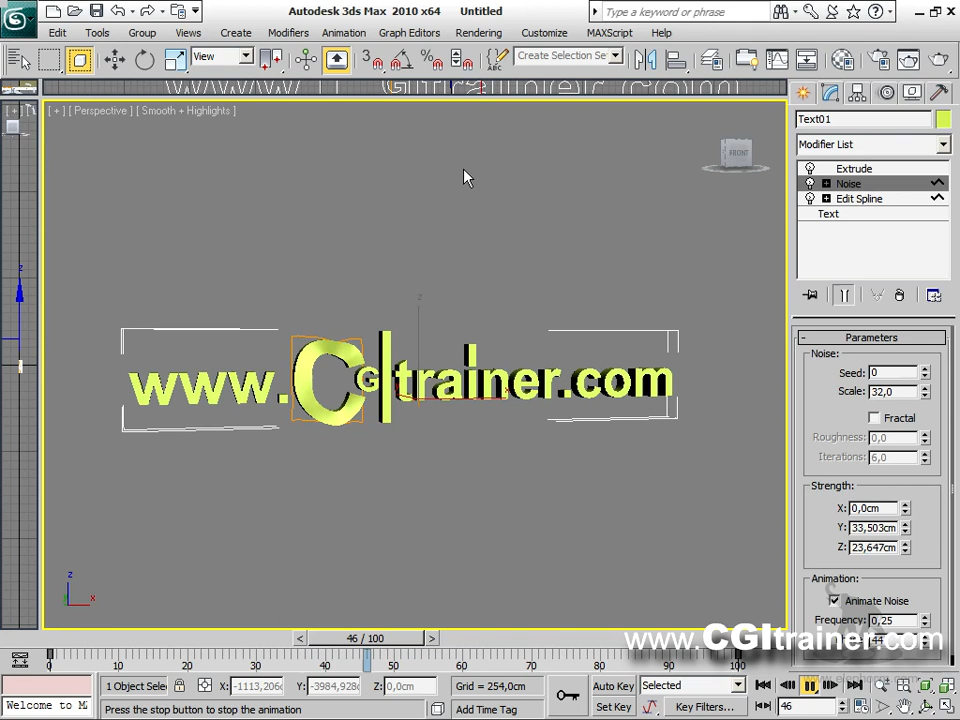 Autodesk 3ds Max 2010 x64 Untitled
Type a keyword or phrase
Edit Tools Group Views Create Modifiers Animation Graph Editors Rendering Customize MAXScript Help
View
Create Selection Se
[ + ] [ Perspective ] [ Smooth + Highlights ]
FRONT
z
www.CGItrainer.com
z
x
Text01
Modifier List
Extrude
Noise
Edit Spline
Text
Parameters
Noise:
Seed: 0
Scale: 32,0
Fractal
Roughness: 0,0
Iterations: 6,0
Strength:
X: 0,0cm
Y: 33,503cm
Z: 23,647cm
Animation:
Animate Noise
Frequency: 0,25
46 / 100
www.CGItrainer.com
0 10 20 30 40 50 60 70 80 90 100
1 Object Selec
X: -1113,206c
Y: -3984,928c
Z: 0,0cm
Grid = 254,0cm
Auto Key
Selected
Welcome to M
Press the stop button to stop the animation
Add Time Tag
Set Key
Key Filters...
46